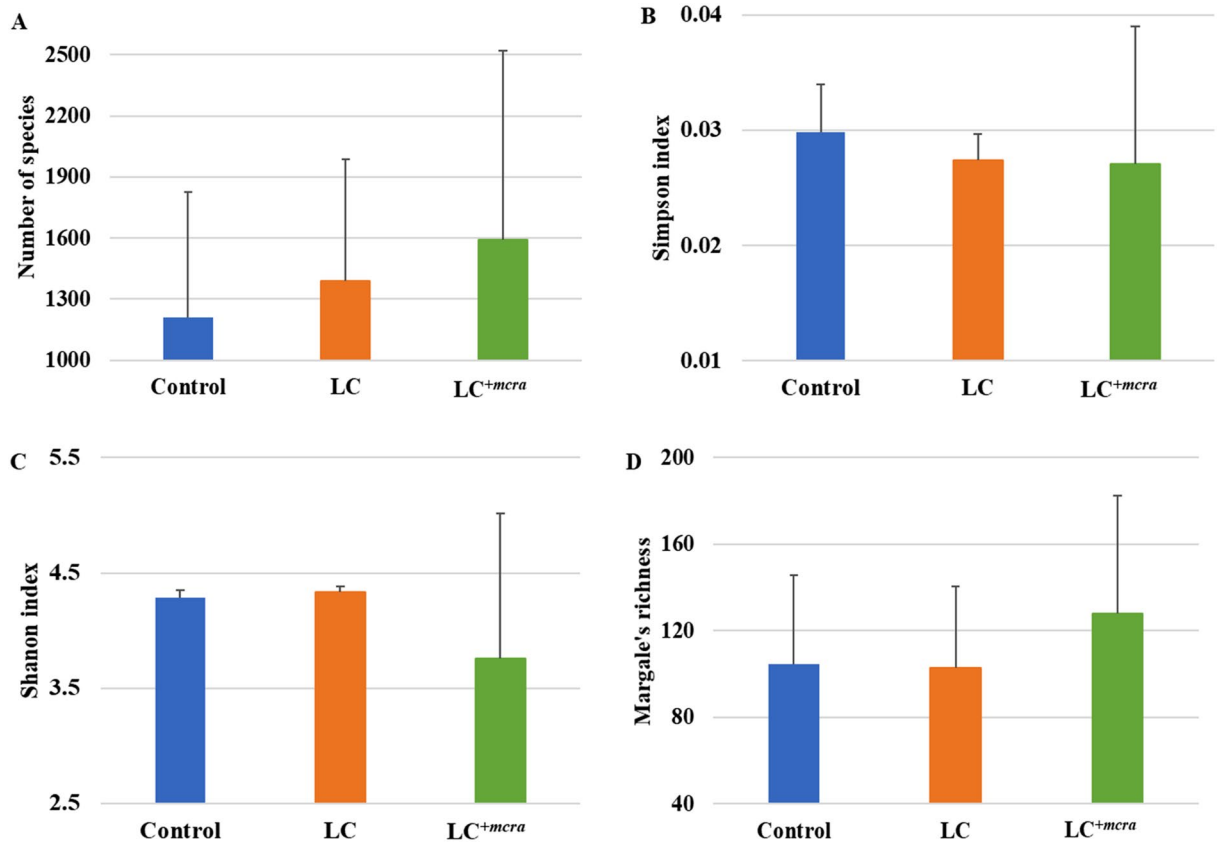 A
Number of species
2500
2200
1900
1600
1300
1000
Control
LC
LC+mcra
B
Simpson index
0.04
0.03
0.02
0.01
Control
LC
LC+mcra
C
Shanon index
5.5
4.5
3.5
2.5
Control
LC
LC+mcra
D
Margale's richness
200
160
120
80
40
Control
LC
LC+mcra